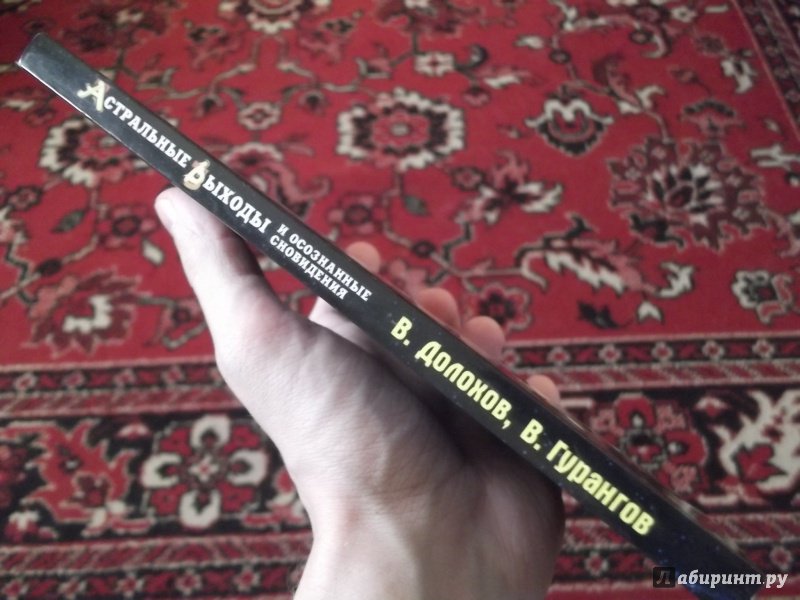 Астральные Выходы
и осознанные
сновидения
В. Долохов, В. Гурангов
Лабиринт.ру